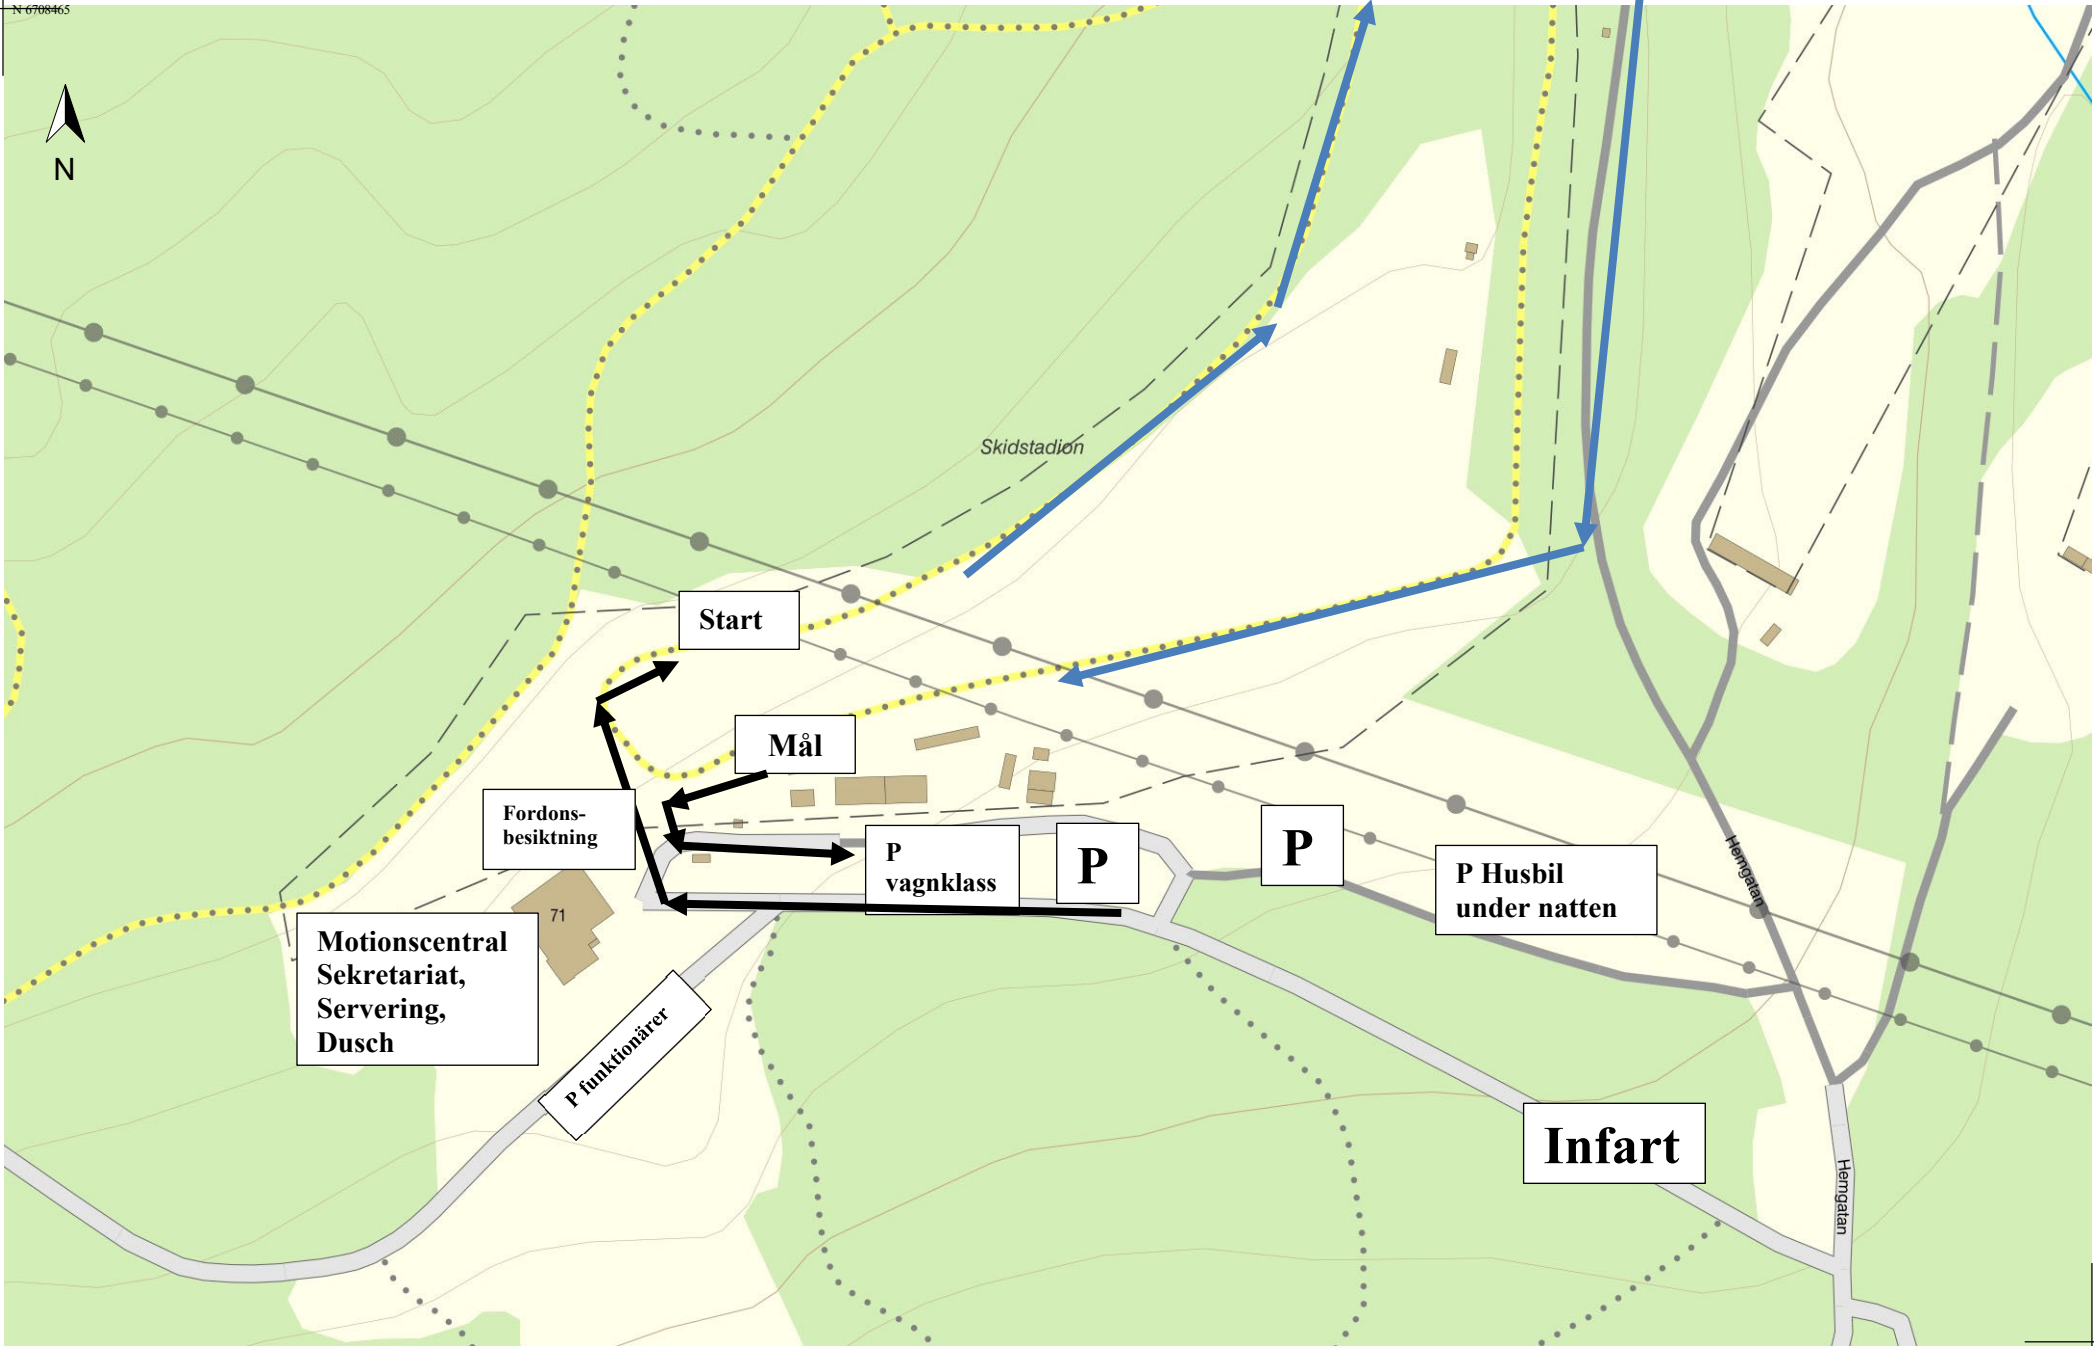 N 6708465
N
Skidstadion
Start
Mål
Fordons-
besiktning
P
vagnklass
P
P
P Husbil
under natten
Hemgatan
71
Motionscentral
Sekretariat,
Servering,
Dusch
P funktionärer
Infart
Hemgatan